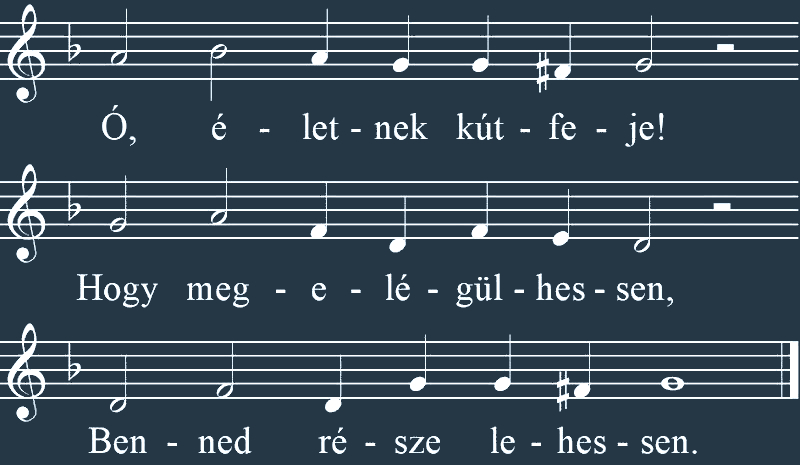 Ó, é - let - nek kút - fe - je!
Hogy meg - e - lé - gül - hes - sen,
Ben - ned ré - sze le - hes - sen.